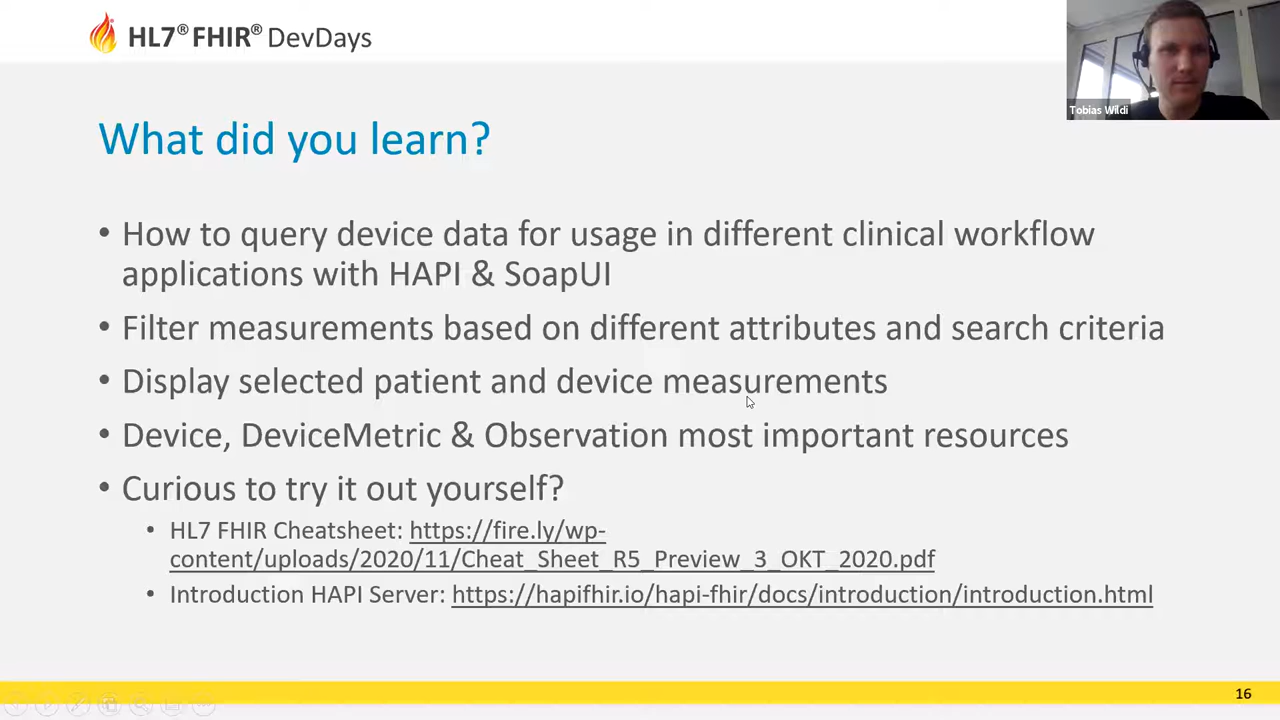 HL7® FHIR® DevDays
Tobias Wildi
What did you learn?
• How to query device data for usage in different clinical workflow
applications with HAPI & SoapUI
• Filter measurements based on different attributes and search criteria
• Display selected patient and device measurements
• Device, DeviceMetric & Observation most important resources
• Curious to try it out yourself?
• HL7 FHIR Cheatsheet: https://fire.ly/wp-
content/uploads/2020/11/Cheat_Sheet_R5_Preview_3_OKT_2020.pdf
• Introduction HAPI Server: https://hapifhir.io/hapi-fhir/docs/introduction/introduction.html
16